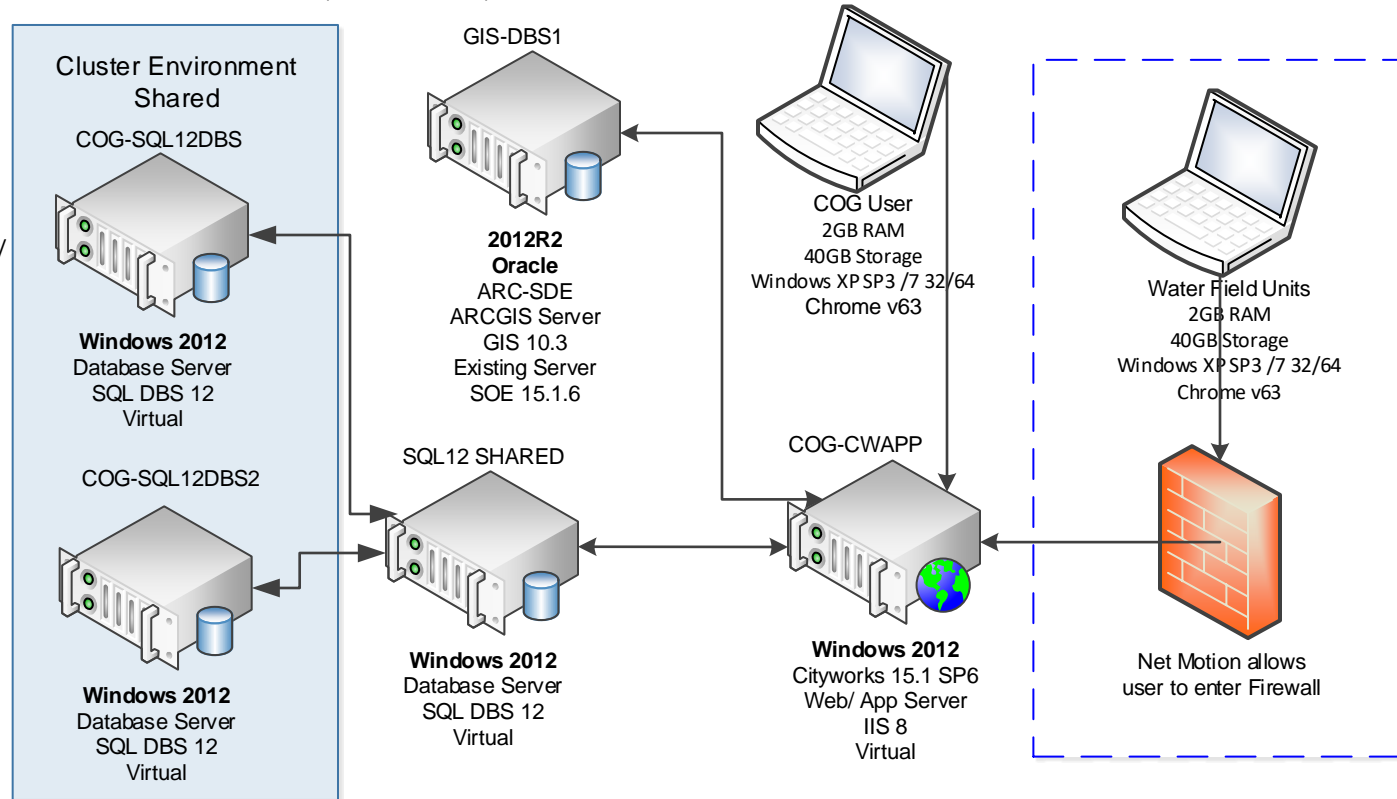 Cluster Environment
Shared
COG-SQL12DBS
Windows 2012
Database Server
SQL DBS 12
Virtual
COG-SQL12DBS2
Windows 2012
Database Server
SQL DBS 12
Virtual
GIS-DBS1
2012R2
Oracle
ARC-SDE
ARCGIS Server
GIS 10.3
Existing Server
SOE 15.1.6
SQL12 SHARED
Windows 2012
Database Server
SQL DBS 12
Virtual
COG User
2GB RAM
40GB Storage
Windows XP SP3 /7 32/64
Chrome v63
COG-CWAPP
Windows 2012
Cityworks 15.1 SP6
Web/ App Server
IIS 8
Virtual
Water Field Units
2GB RAM
40GB Storage
Windows XP SP3 /7 32/64
Chrome v63
Net Motion allows
user to enter Firewall